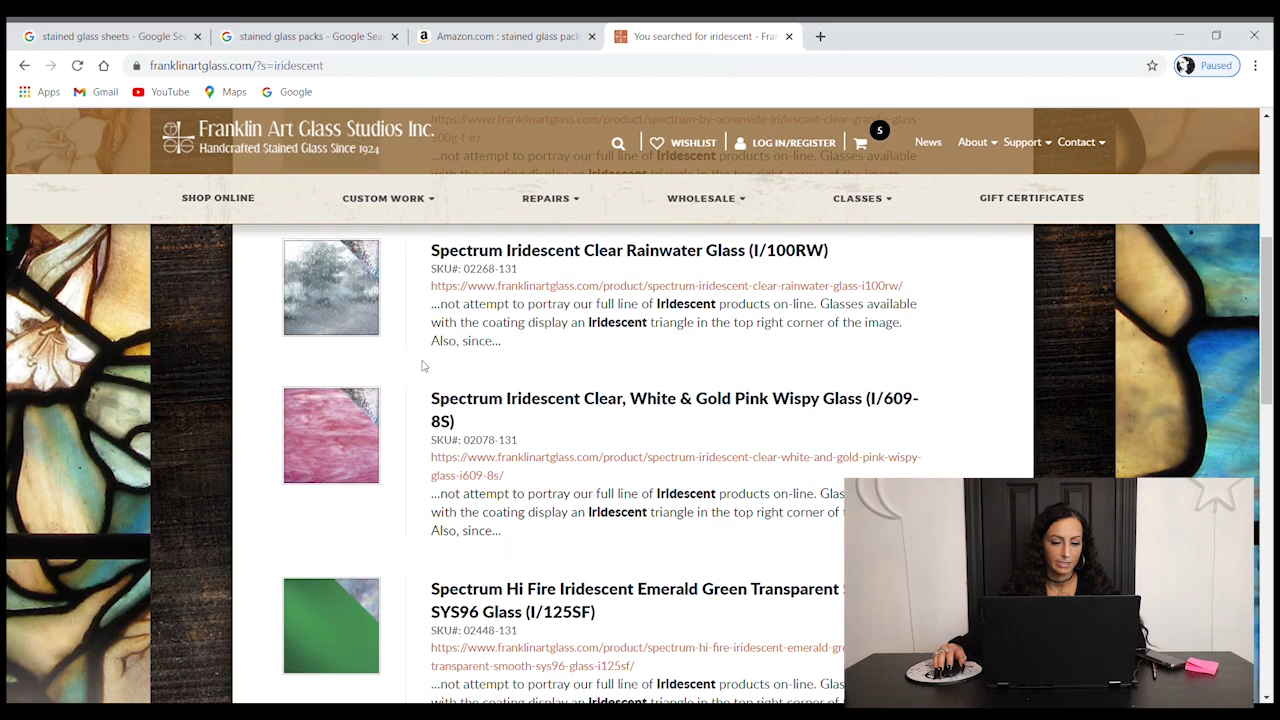 stained glass sheets - Google Sea
stained glass packs - Google Sea
Amazon.com : stained glass pack
You searched for iridescent - Fran
franklinartglass.com/?s=iridescent
Paused
Apps
Gmail
YouTube
Maps
Google
https://www.franklinartglass.com/product/spectrum-by-oceanside-iridescent-clear-granite-glass-
100g-f-ir/
...not attempt to portray our full line of Iridescent products on-line. Glasses available
Franklin Art Glass Studios Inc.
Handcrafted Stained Glass Since 1924
WISHLIST
LOG IN/REGISTER
5
News
About
Support
Contact
SHOP ONLINE
CUSTOM WORK
REPAIRS
WHOLESALE
CLASSES
GIFT CERTIFICATES
Spectrum Iridescent Clear Rainwater Glass (I/100RW)
SKU#: 02268-131
https://www.franklinartglass.com/product/spectrum-iridescent-clear-rainwater-glass-i100rw/
...not attempt to portray our full line of Iridescent products on-line. Glasses available
with the coating display an Iridescent triangle in the top right corner of the image.
Also, since...
Spectrum Iridescent Clear, White & Gold Pink Wispy Glass (I/609-
8S)
SKU#: 02078-131
https://www.franklinartglass.com/product/spectrum-iridescent-clear-white-and-gold-pink-wispy-
glass-i609-8s/
...not attempt to portray our full line of Iridescent products on-line. Glas
with the coating display an Iridescent triangle in the top right corner of
Also, since...
Spectrum Hi Fire Iridescent Emerald Green Transparent
SYS96 Glass (I/125SF)
SKU#: 02448-131
https://www.franklinartglass.com/product/spectrum-hi-fire-iridescent-emerald-gr
transparent-smooth-sys96-glass-i125sf/
...not attempt to portray our full line of Iridescent products on-line. Glas
with the coating display an Iridescent triangle in the top right corner of